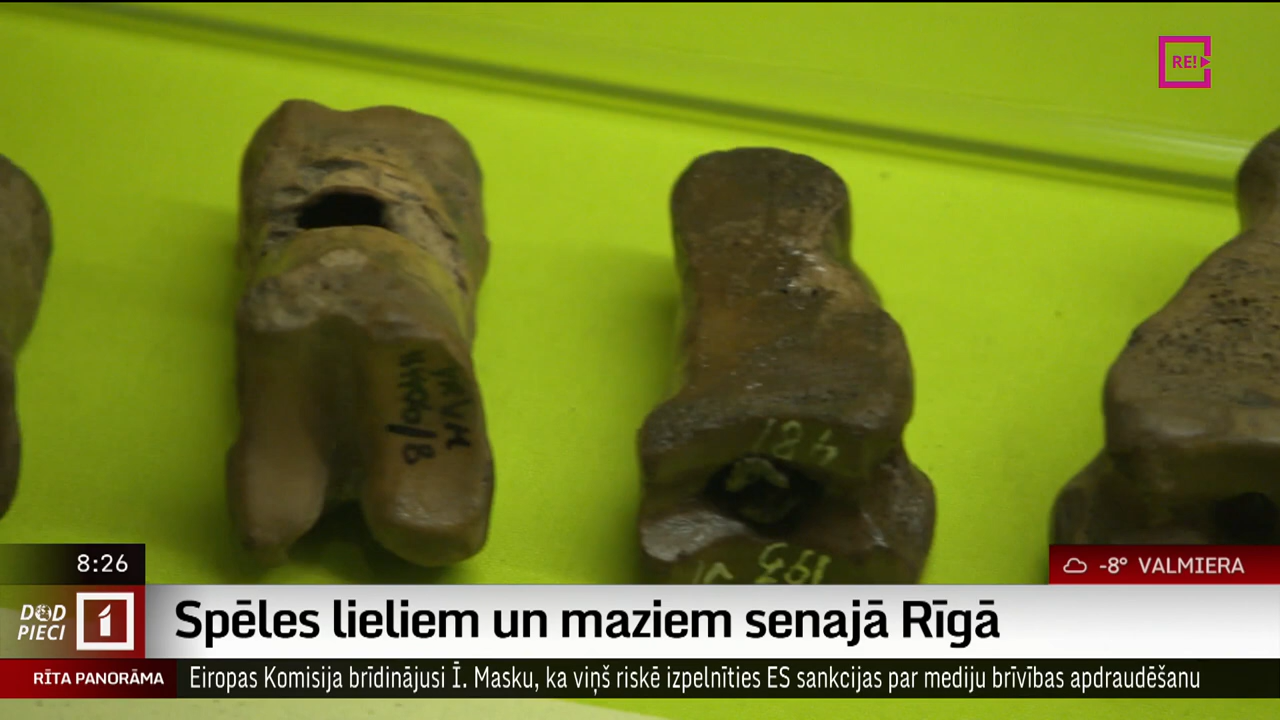 RE!
VRVM
8:26
-8° VALMIERA
DOD
PIECI
1
Spēles lieliem un maziem senajā Rīgā
RĪTA PANORĀMA
Eiropas Komisija brīdinājusi Ī. Masku, ka viņš riskē izpelnīties ES sankcijas par mediju brīvības apdraudēšanu